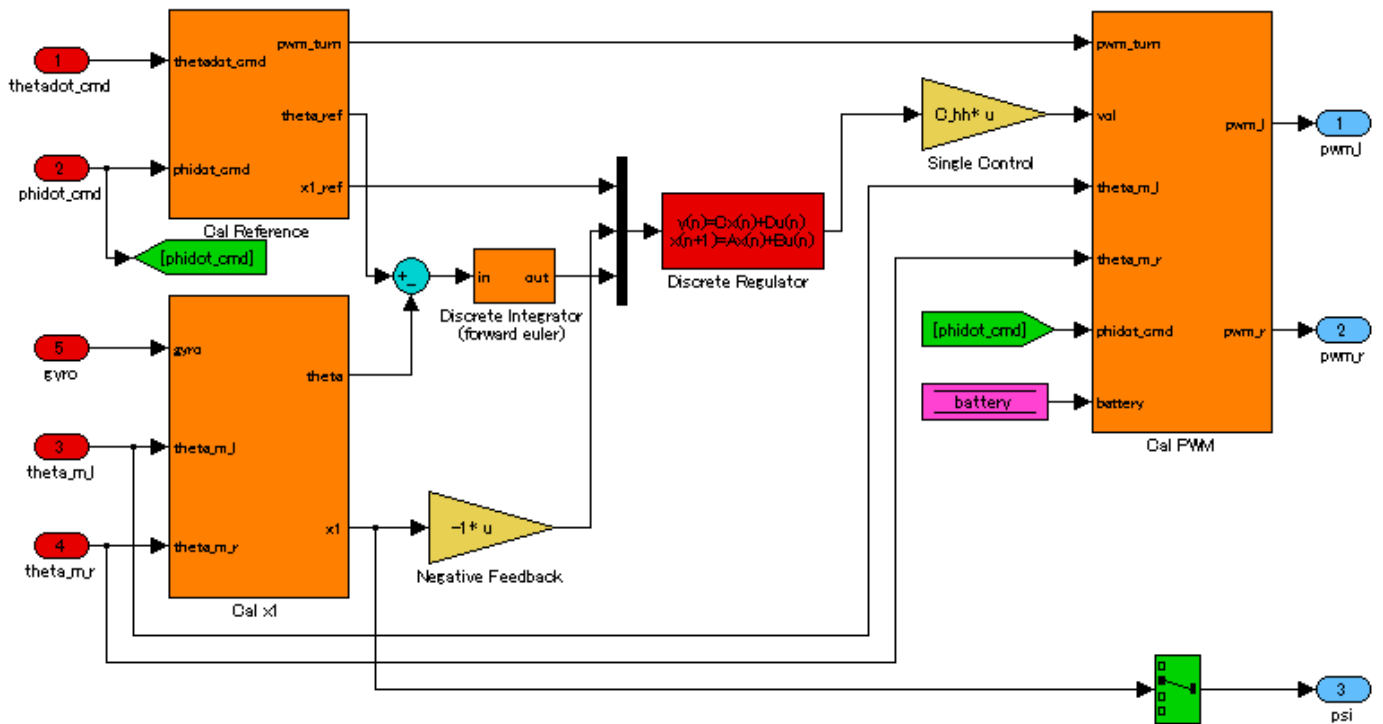 1
thetadot_cmd
2
phidot_cmd
thetadot_cmd
pwm_turn
theta_ref
phidot_cmd
x1_ref
Cal Reference
[phidot_cmd]
5
gyro
3
theta_m_l
4
theta_m_r
gyro
theta
theta_m_l
x1
theta_m_r
Cal x1
+
-
in
out
Discrete Integrator
(forward euler)
-1* u
Negative Feedback
y(n)=Cx(n)+Du(n)
x(n+1)=Ax(n)+Bu(n)
Discrete Regulator
C_hh* u
Single Control
[phidot_cmd]
battery
pwm_turn
vol
pwm_l
theta_m_l
theta_m_r
phidot_cmd
pwm_r
battery
Cal PWM
1
pwm_l
2
pwm_r
3
psi